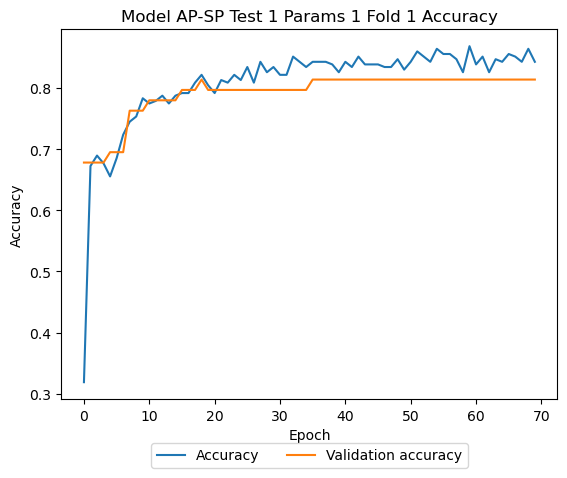 Model AP-SP Test 1 Params 1 Fold 1 Accuracy
Accuracy
0.8
0.7
0.6
0.5
0.4
0.3
0 10 20 30 40 50 60 70
Epoch
Accuracy Validation accuracy